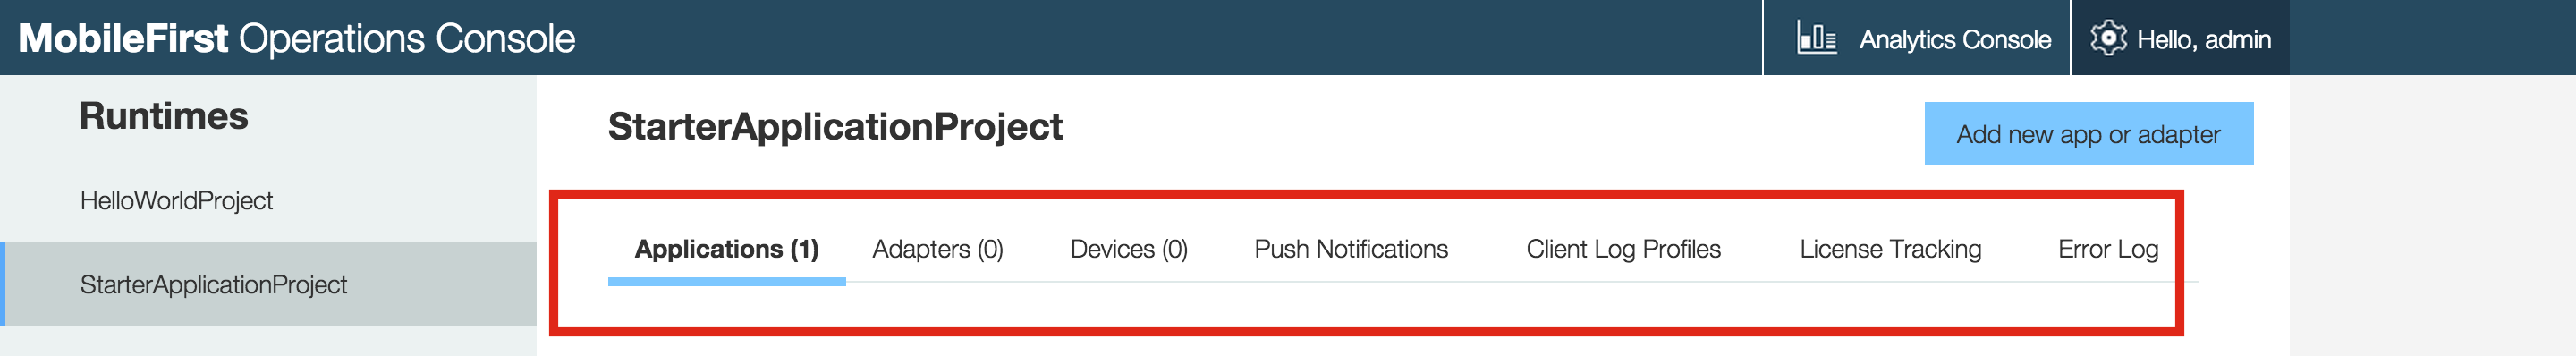 MobileFirst Operations Console
Analytics Console
Hello, admin
Runtimes
HelloWorldProject
StarterApplicationProject
StarterApplicationProject
Add new app or adapter
Applications (1) Adapters (0) Devices (0) Push Notifications Client Log Profiles License Tracking Error Log